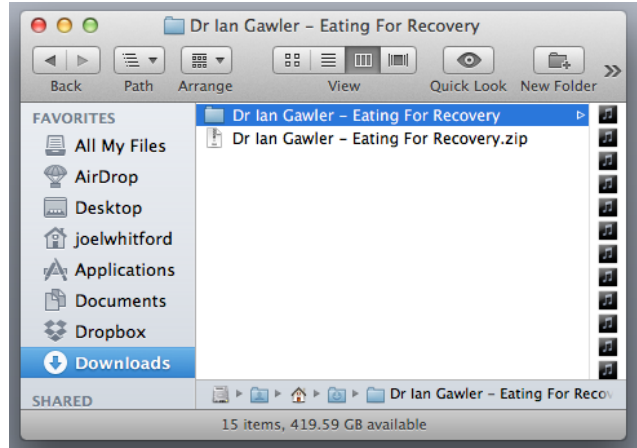 Dr Ian Gawler – Eating For Recovery
Back Path Arrange View Quick Look New Folder
FAVORITES
All My Files
AirDrop
Desktop
joelwhitford
Applications
Documents
Dropbox
Downloads
SHARED
Dr Ian Gawler – Eating For Recovery
Dr Ian Gawler – Eating For Recovery.zip
Dr Ian Gawler – Eating For Recov
15 items, 419.59 GB available